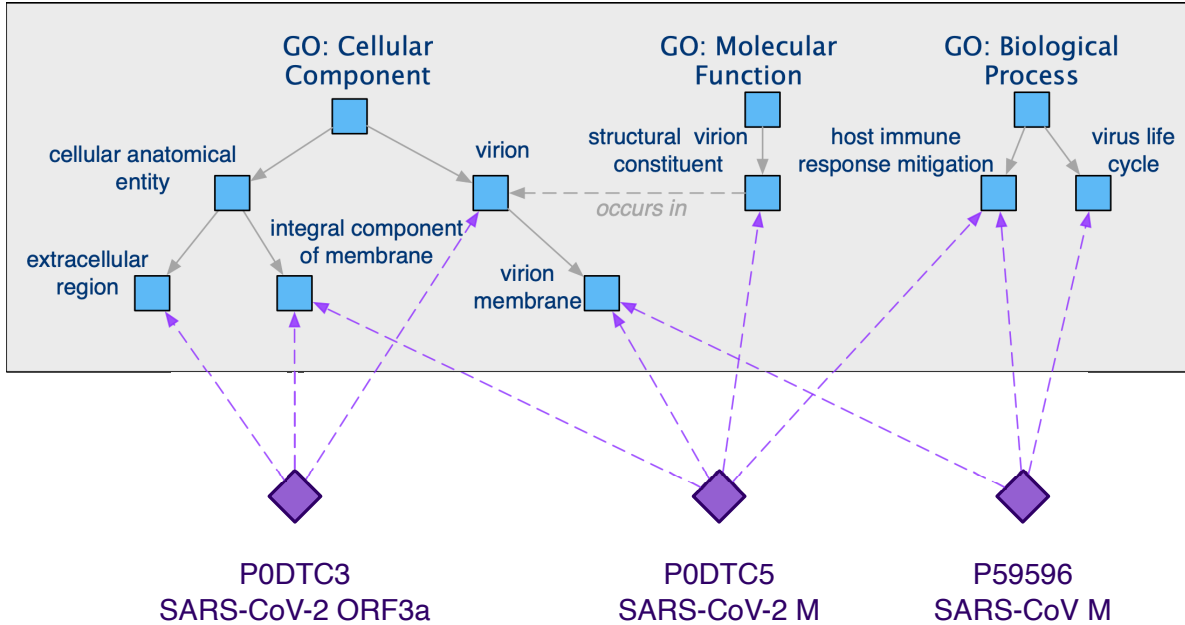 GO: Cellular
Component
GO: Molecular
Function
GO: Biological
Process
cellular anatomical
entity
virion
structural virion
constituent
host immune
response mitigation
virus life
cycle
occurs in
extracellular
region
integral component
of membrane
virion
membrane
P0DTC3
SARS-CoV-2 ORF3a
P0DTC5
SARS-CoV-2 M
P59596
SARS-CoV M